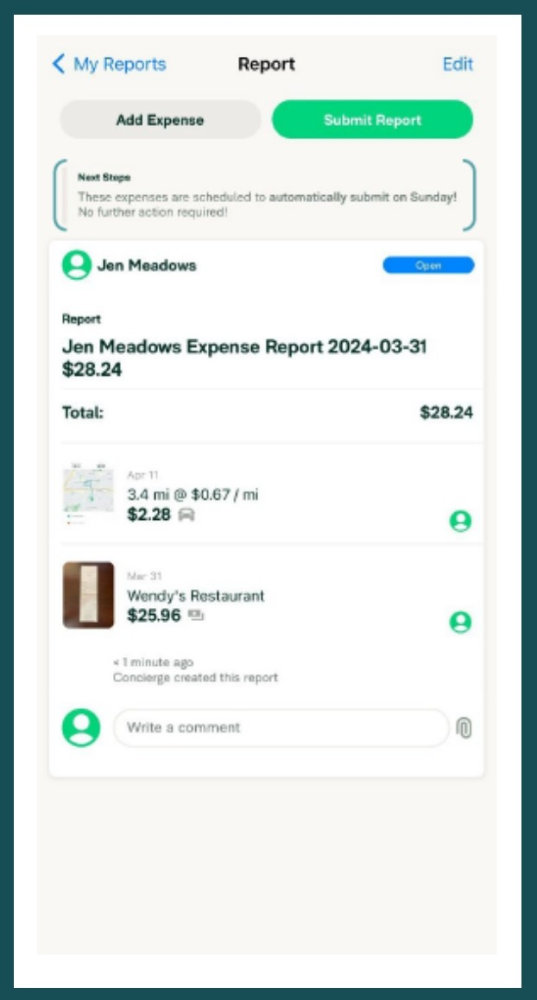 My Reports
Report
Edit
Add Expense
Submit Report
Next Steps
These expenses are scheduled to automatically submit on Sunday!
No further action required!
Jen Meadows
Open
Report
Jen Meadows Expense Report 2024-03-31
$28.24
Total:
$28.24
Apr 11
3.4 mi @ $0.67 / mi
$2.28
Mar 31
Wendy's Restaurant
$25.96
< 1 minute ago
Concierge created this report
Write a comment